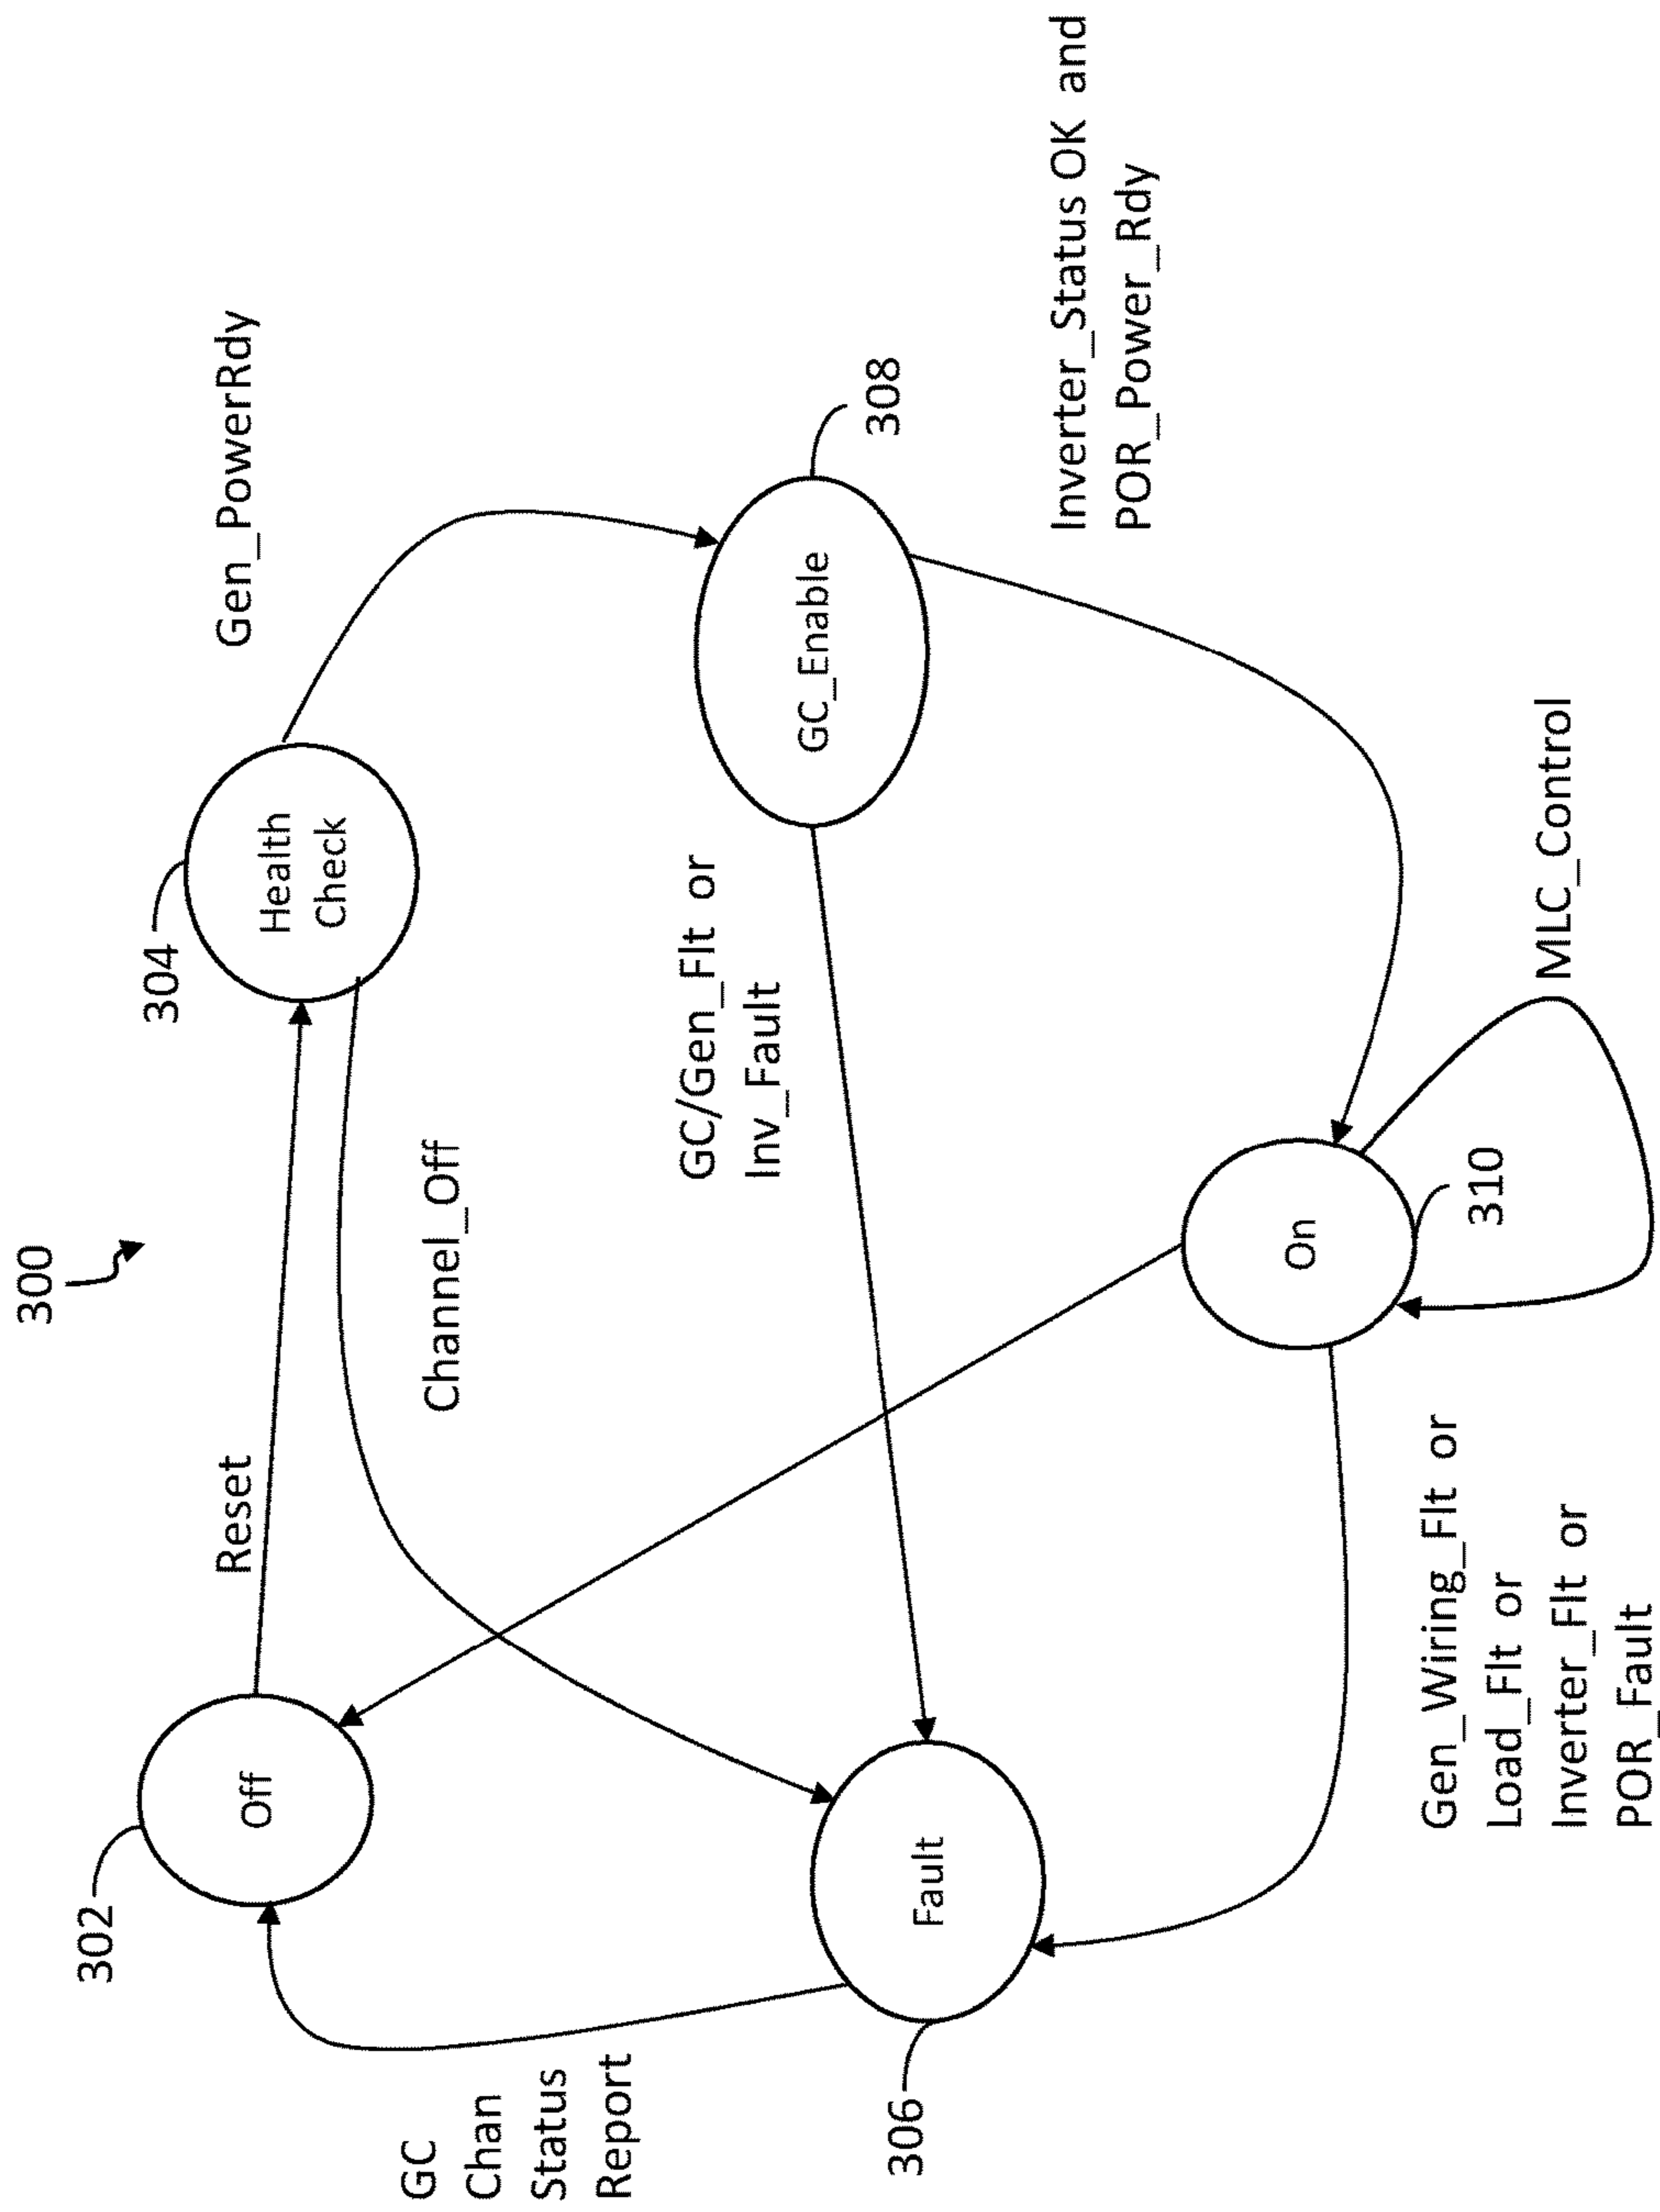 300
302
Off
Reset
304
Health
Check
Gen_PowerRdy
Channel_Off
GC
Chan
Status
Report
GC/Gen_Flt or
Inv_Fault
GC_Enable
308
306
Fault
Inverter_Status OK and
POR_Power_Rdy
On
310
Gen_Wiring_Flt or
Load_Flt or
Inverter_Flt or
POR_Fault
MLC_Control